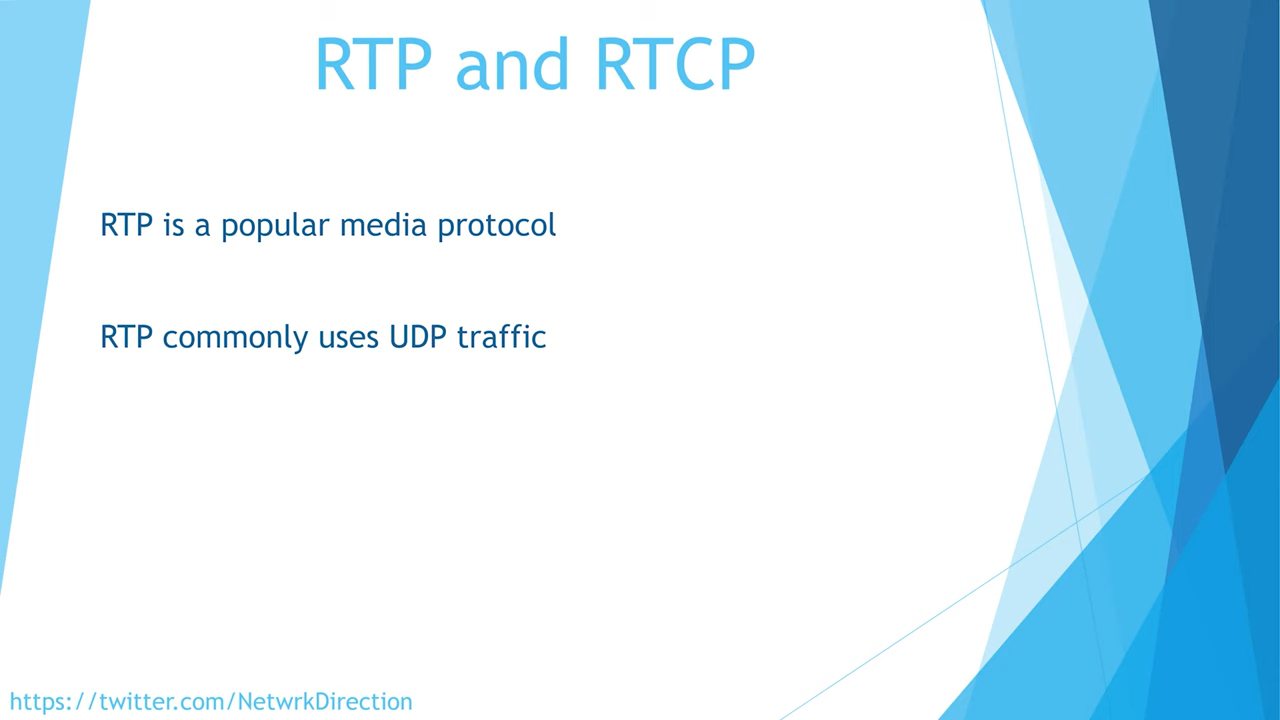 RTP and RTCP
RTP is a popular media protocol
RTP commonly uses UDP traffic
https://twitter.com/NetwrkDirection